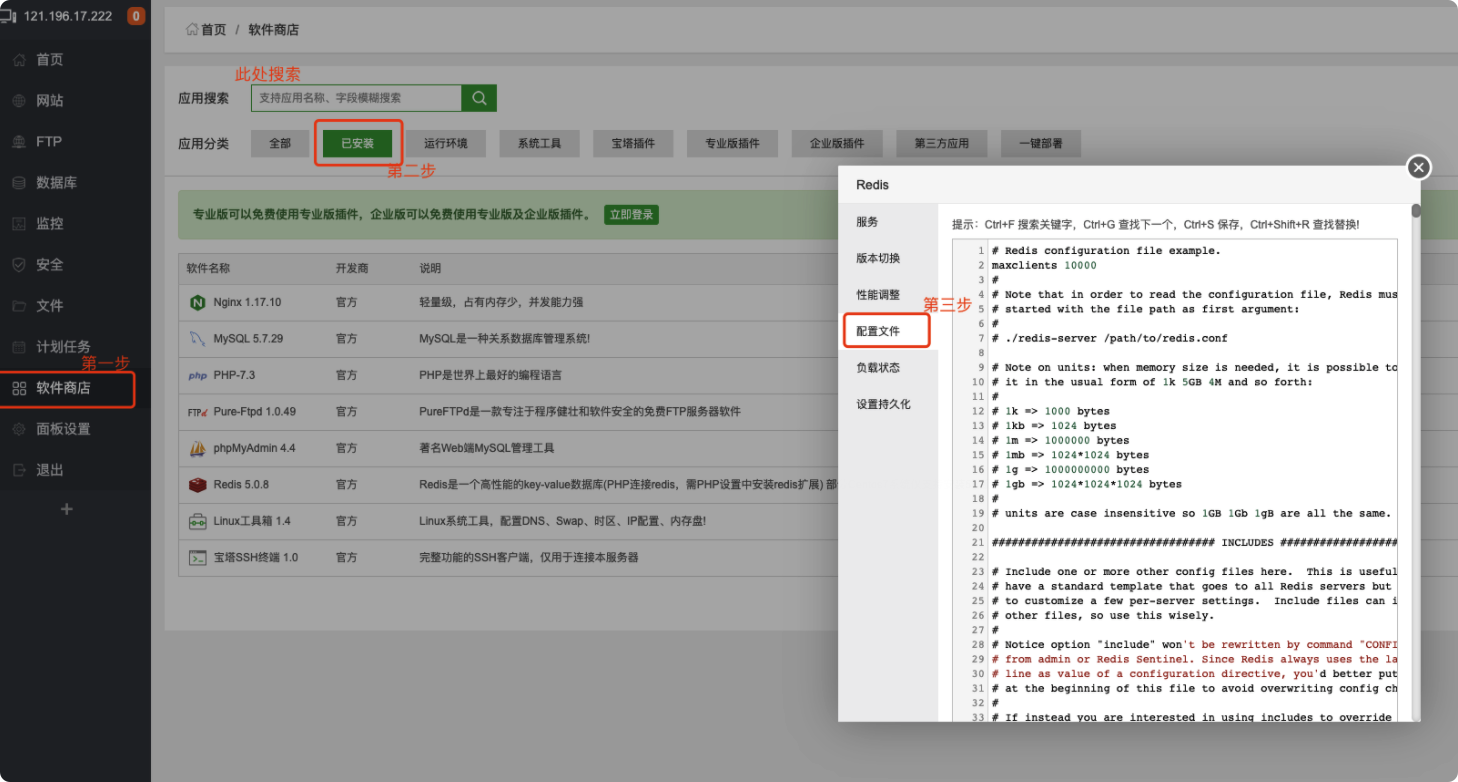 121.196.17.222 0
首页
网站
FTP
数据库
监控
安全
文件
计划任务
第一步
软件商店
面板设置
退出
首页 / 软件商店
此处搜索
应用搜索 支持应用名称、字段模糊搜索
应用分类 全部 已安装 运行环境 系统工具 宝塔插件 专业版插件 企业版插件 第三方应用 一键部署
第二步
专业版可以免费使用专业版插件，企业版可以免费使用专业版及企业版插件。 立即登录
软件名称 开发商 说明
Nginx 1.17.10 官方 轻量级，占有内存少，并发能力强
MySQL 5.7.29 官方 MySQL是一种关系数据库管理系统!
php PHP-7.3 官方 PHP是世界上最好的编程语言
FTP Pure-Ftpd 1.0.49 官方 PureFTPd是一款专注于程序健壮和软件安全的免费FTP服务器软件
phpMyAdmin 4.4 官方 著名Web端MySQL管理工具
Redis 5.0.8 官方 Redis是一个高性能的key-value数据库(PHP连接redis，需PHP设置中安装redis扩展) 部
Linux工具箱 1.4 官方 Linux系统工具，配置DNS、Swap、时区、IP配置、内存盘!
宝塔SSH终端 1.0 官方 完整功能的SSH客户端，仅用于连接本服务器
Redis
服务
版本切换
性能调整
第三步
配置文件
负载状态
设置持久化
提示：Ctrl+F 搜索关键字，Ctrl+G 查找下一个，Ctrl+S 保存，Ctrl+Shift+R 查找替换!
1 # Redis configuration file example.
2 maxclients 10000
3 #
4 # Note that in order to read the configuration file, Redis mus
5 # started with the file path as first argument:
6 #
7 # ./redis-server /path/to/redis.conf
8
9 # Note on units: when memory size is needed, it is possible to
10 # it in the usual form of 1k 5GB 4M and so forth:
11 #
12 # 1k => 1000 bytes
13 # 1kb => 1024 bytes
14 # 1m => 1000000 bytes
15 # 1mb => 1024*1024 bytes
16 # 1g => 1000000000 bytes
17 # 1gb => 1024*1024*1024 bytes
18 #
19 # units are case insensitive so 1GB 1Gb 1gB are all the same.
20
21 ################################## INCLUDES ##################
22
23 # Include one or more other config files here.  This is useful
24 # have a standard template that goes to all Redis servers but
25 # to customize a few per-server settings.  Include files can i
26 # other files, so use this wisely.
27 #
28 # Notice option "include" won't be rewritten by command "CONFI
29 # from admin or Redis Sentinel. Since Redis always uses the la
30 # line as value of a configuration directive, you'd better put
31 # at the beginning of this file to avoid overwriting config ch
32 #
33 # If instead you are interested in using includes to override